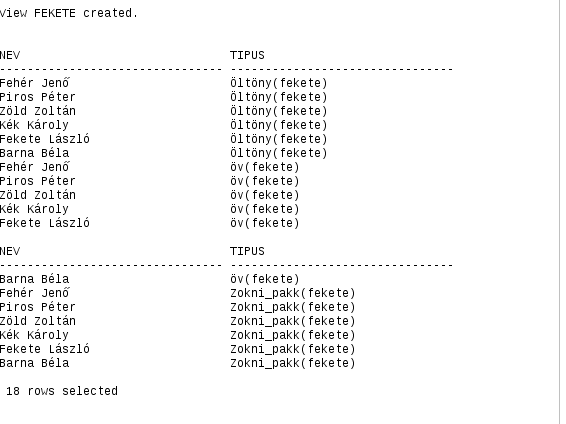 View FEKETE created.
NEV TIPUS
-------------------------------- --------------------------------
Fehér Jenő Öltöny(fekete)
Piros Péter Öltöny(fekete)
Zöld Zoltán Öltöny(fekete)
Kék Károly Öltöny(fekete)
Fekete László Öltöny(fekete)
Barna Béla Öltöny(fekete)
Fehér Jenő öv(fekete)
Piros Péter öv(fekete)
Zöld Zoltán öv(fekete)
Kék Károly öv(fekete)
Fekete László öv(fekete)
NEV TIPUS
-------------------------------- --------------------------------
Barna Béla öv(fekete)
Fehér Jenő Zokni_pakk(fekete)
Piros Péter Zokni_pakk(fekete)
Zöld Zoltán Zokni_pakk(fekete)
Kék Károly Zokni_pakk(fekete)
Fekete László Zokni_pakk(fekete)
Barna Béla Zokni_pakk(fekete)
18 rows selected